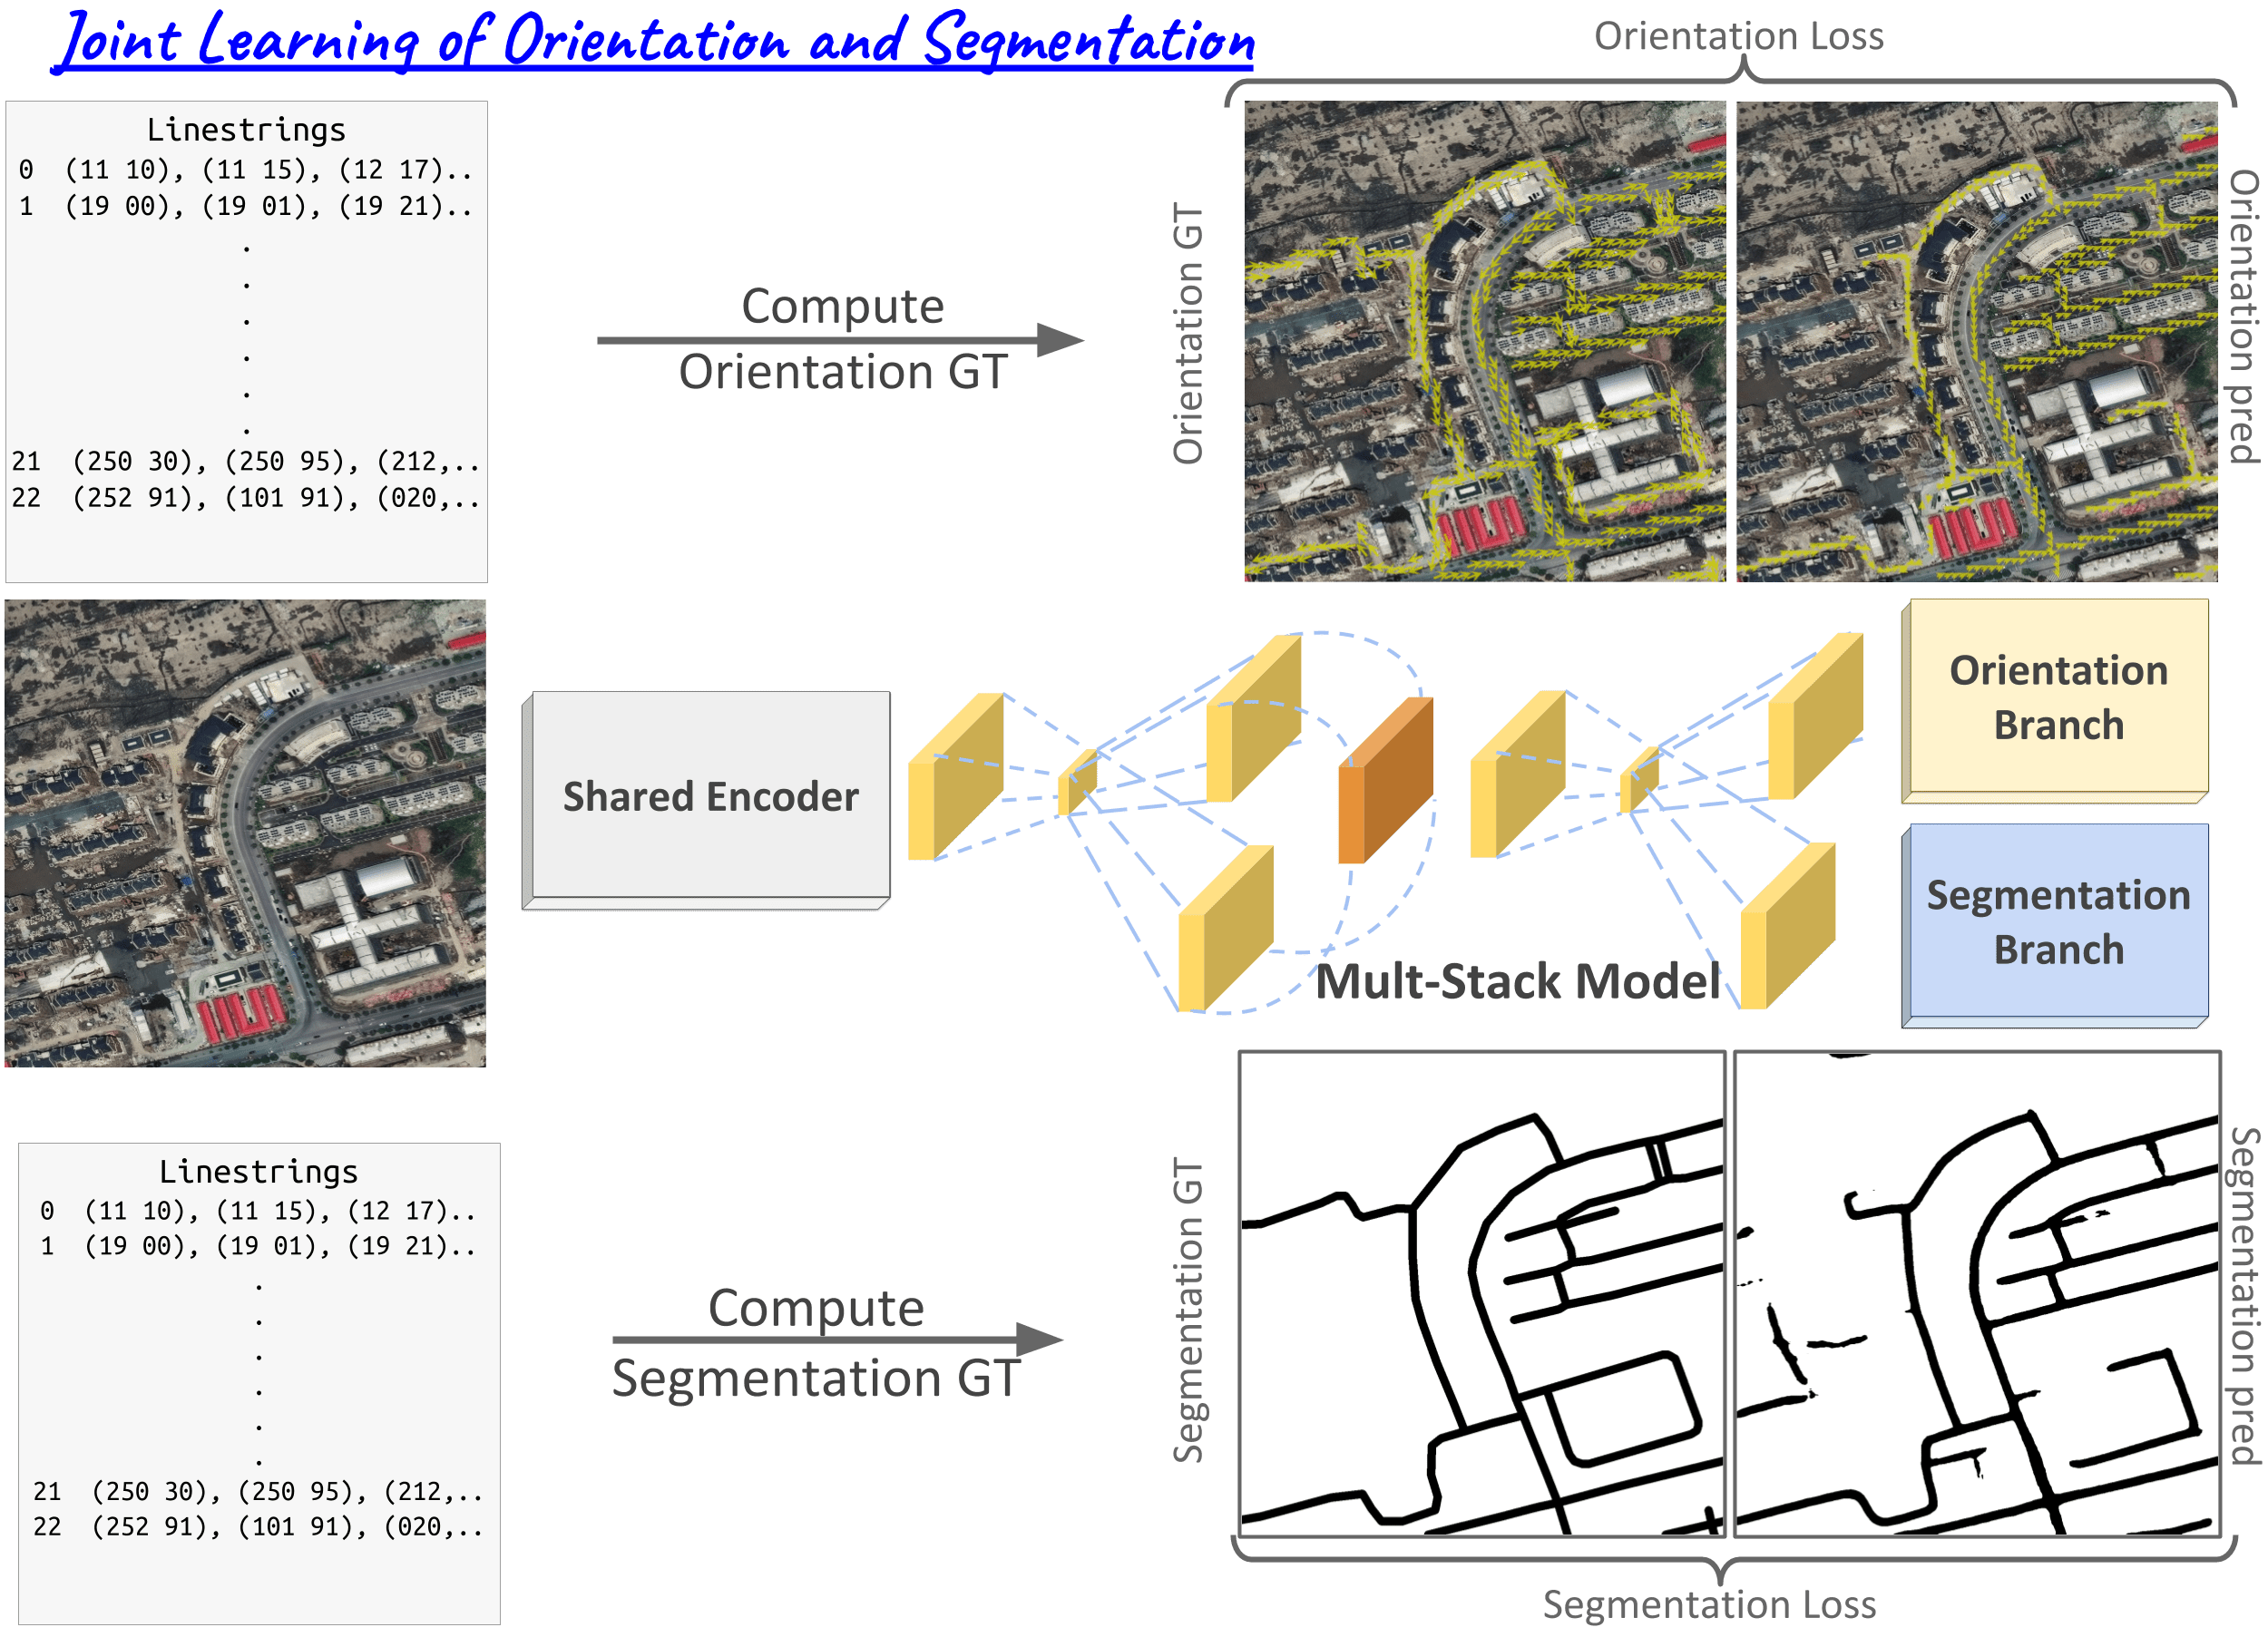 Joint Learning of Orientation and Segmentation
Orientation Loss
Linestrings
0 (11 10), (11 15), (12 17)..
1 (19 00), (19 01), (19 21)..
.
.
.
.
.
.
21 (250 30), (250 95), (212,..
22 (252 91), (101 91), (020,..
Compute
Orientation GT
Orientation GT
Orientation pred
Shared Encoder
Mult-Stack Model
Orientation
Branch
Segmentation
Branch
Linestrings
0 (11 10), (11 15), (12 17)..
1 (19 00), (19 01), (19 21)..
.
.
.
.
.
.
21 (250 30), (250 95), (212,..
22 (252 91), (101 91), (020,..
Compute
Segmentation GT
Segmentation GT
Segmentation pred
Segmentation Loss